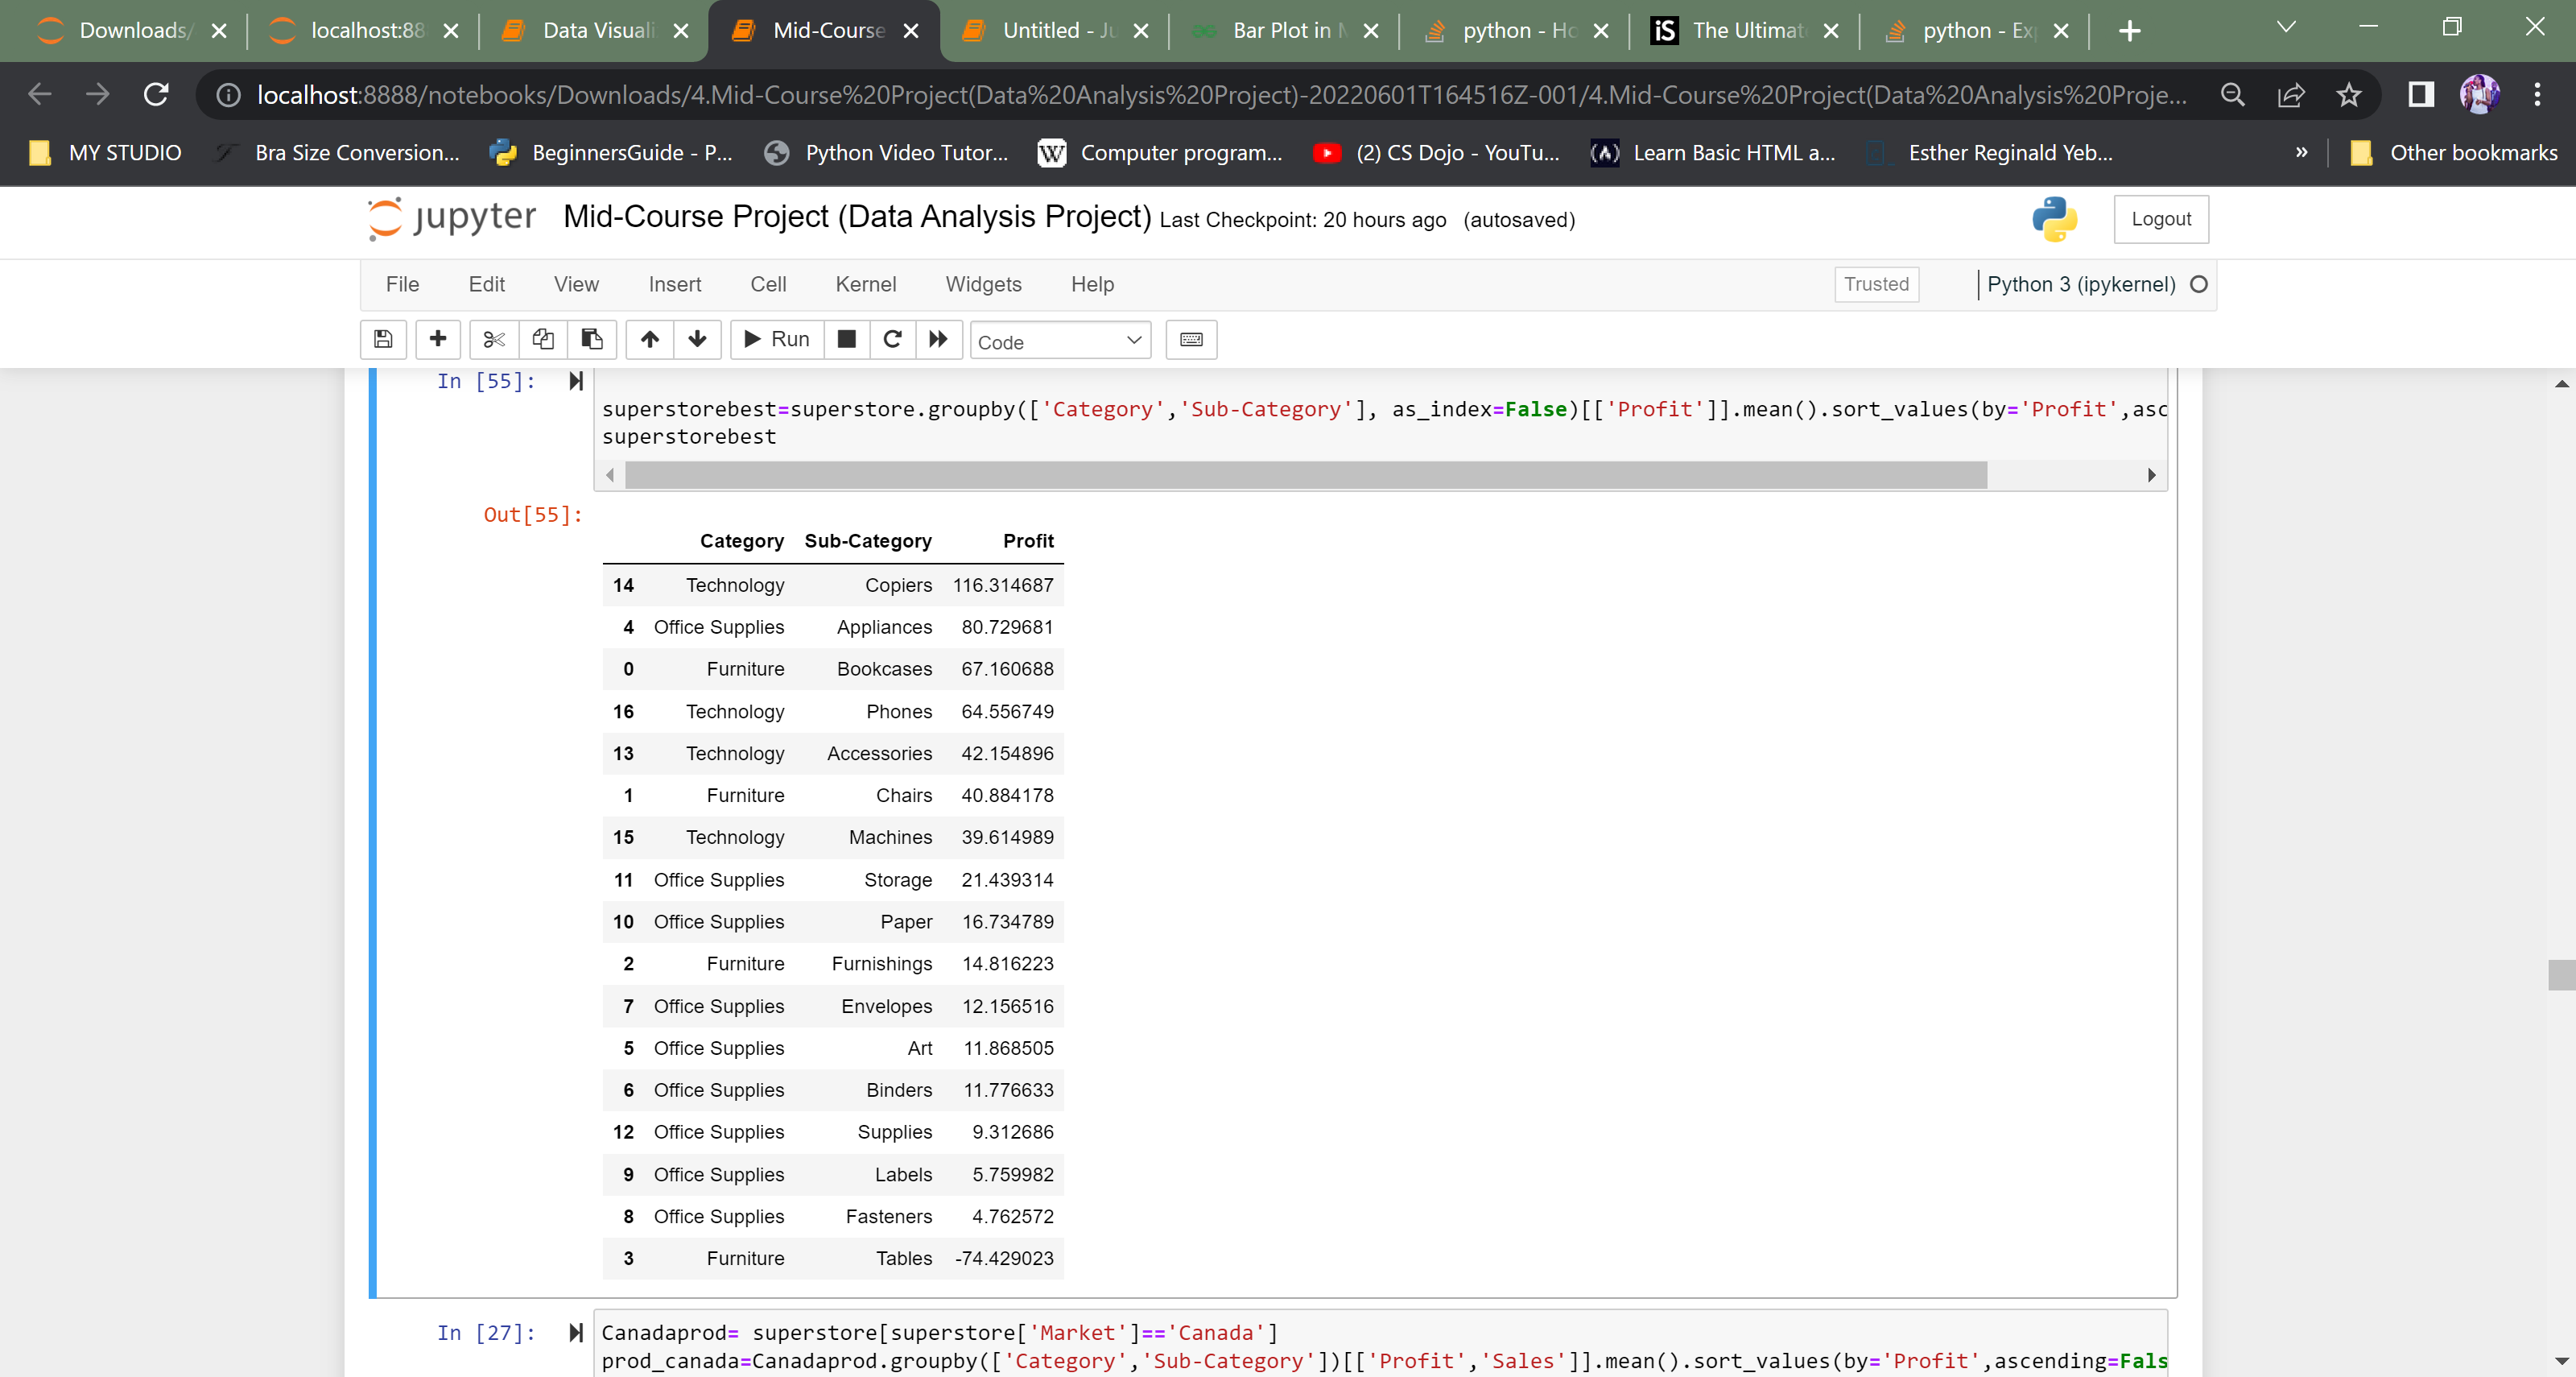 Downloads/ localhost:88 Data Visuali Mid-Course Untitled - Ju Bar Plot in M python - Ho iS The Ultimat python - Exp
localhost:8888/notebooks/Downloads/4.Mid-Course%20Project(Data%20Analysis%20Project)-20220601T164516Z-001/4.Mid-Course%20Project(Data%20Analysis%20Proje...
MY STUDIO Bra Size Conversion... BeginnersGuide - P... Python Video Tutor... W Computer program... (2) CS Dojo - YouTu... Learn Basic HTML a... Esther Reginald Yeb... » Other bookmarks
jupyter Mid-Course Project (Data Analysis Project) Last Checkpoint: 20 hours ago (autosaved) Logout
File Edit View Insert Cell Kernel Widgets Help Trusted Python 3 (ipykernel)
Run Code
In [55]:
superstorebest=superstore.groupby(['Category','Sub-Category'], as_index=False)[['Profit']].mean().sort_values(by='Profit',asc
superstorebest
Out[55]:
Category Sub-Category Profit
14 Technology Copiers 116.314687
4 Office Supplies Appliances 80.729681
0 Furniture Bookcases 67.160688
16 Technology Phones 64.556749
13 Technology Accessories 42.154896
1 Furniture Chairs 40.884178
15 Technology Machines 39.614989
11 Office Supplies Storage 21.439314
10 Office Supplies Paper 16.734789
2 Furniture Furnishings 14.816223
7 Office Supplies Envelopes 12.156516
5 Office Supplies Art 11.868505
6 Office Supplies Binders 11.776633
12 Office Supplies Supplies 9.312686
9 Office Supplies Labels 5.759982
8 Office Supplies Fasteners 4.762572
3 Furniture Tables -74.429023
In [27]: Canadaprod= superstore[superstore['Market']=='Canada']
prod_canada=Canadaprod.groupby(['Category','Sub-Category'])[['Profit','Sales']].mean().sort_values(by='Profit',ascending=Fals